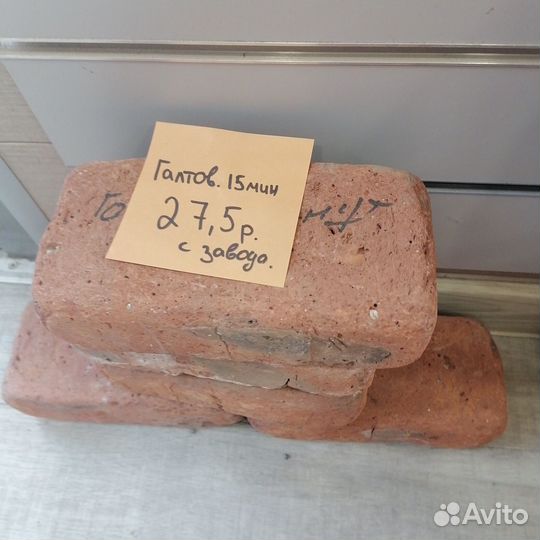 Галтов. 15мин
27,5р.
с завода.
Avito